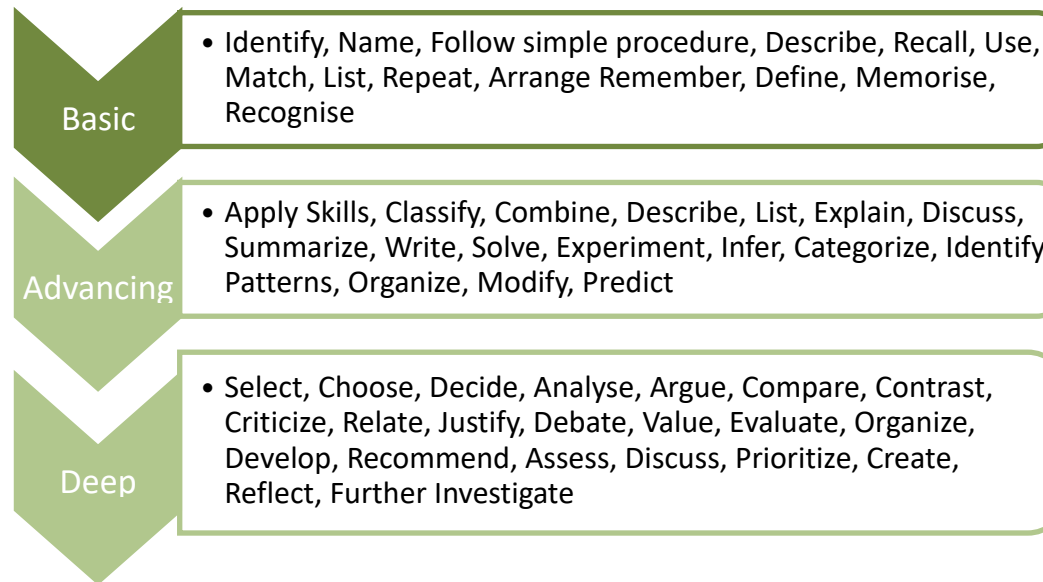 Basic
• Identify, Name, Follow simple procedure, Describe, Recall, Use,
Match, List, Repeat, Arrange Remember, Define, Memorise,
Recognise
Advancing
• Apply Skills, Classify, Combine, Describe, List, Explain, Discuss,
Summarize, Write, Solve, Experiment, Infer, Categorize, Identify
Patterns, Organize, Modify, Predict
Deep
• Select, Choose, Decide, Analyse, Argue, Compare, Contrast,
Criticize, Relate, Justify, Debate, Value, Evaluate, Organize,
Develop, Recommend, Assess, Discuss, Prioritize, Create,
Reflect, Further Investigate